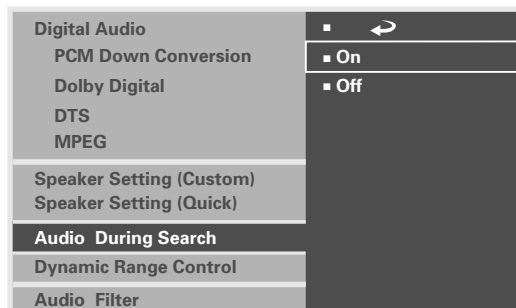 Digital Audio
PCM Down Conversion
Dolby Digital
DTS
MPEG
Speaker Setting (Custom)
Speaker Setting (Quick)
Audio During Search
Dynamic Range Control
Audio Filter
On
Off